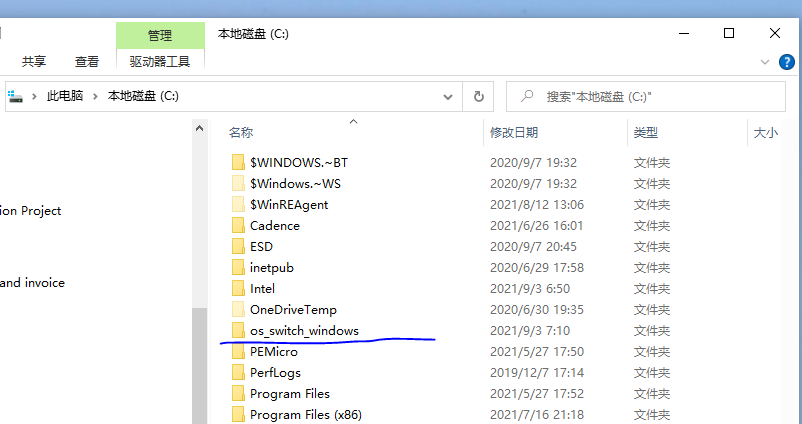 管理
本地磁盘 (C:)
共享
查看
驱动器工具
?
此电脑
本地磁盘 (C:)
搜索"本地磁盘 (C:)"
名称
修改日期
类型
大小
$WINDOWS.~BT
2020/9/7 19:32
文件夹
$Windows.~WS
2020/9/7 19:32
文件夹
$WinREAgent
2021/8/12 13:06
文件夹
Cadence
2021/6/26 16:01
文件夹
ESD
2020/9/7 20:45
文件夹
inetpub
2020/6/29 17:58
文件夹
Intel
2021/9/3 6:50
文件夹
OneDriveTemp
2020/6/30 19:35
文件夹
os_switch_windows
2021/9/3 7:10
文件夹
PEMicro
2021/5/27 17:50
文件夹
PerfLogs
2019/12/7 17:14
文件夹
Program Files
2021/5/27 17:52
文件夹
Program Files (x86)
2021/7/16 21:18
文件夹
ion Project
and invoice